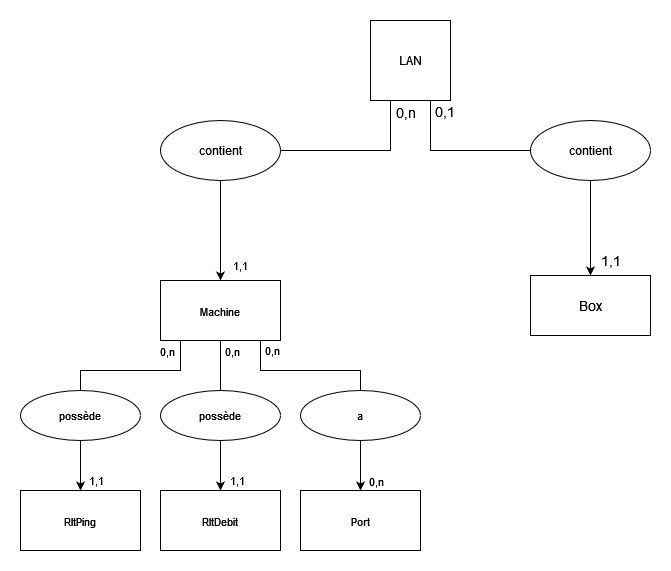 LAN
0,n
0,1
contient
contient
1,1
1,1
Machine
Box
0,n
0,n
0,n
possède
possède
a
1,1
1,1
0,n
RltPing
RltDebit
Port